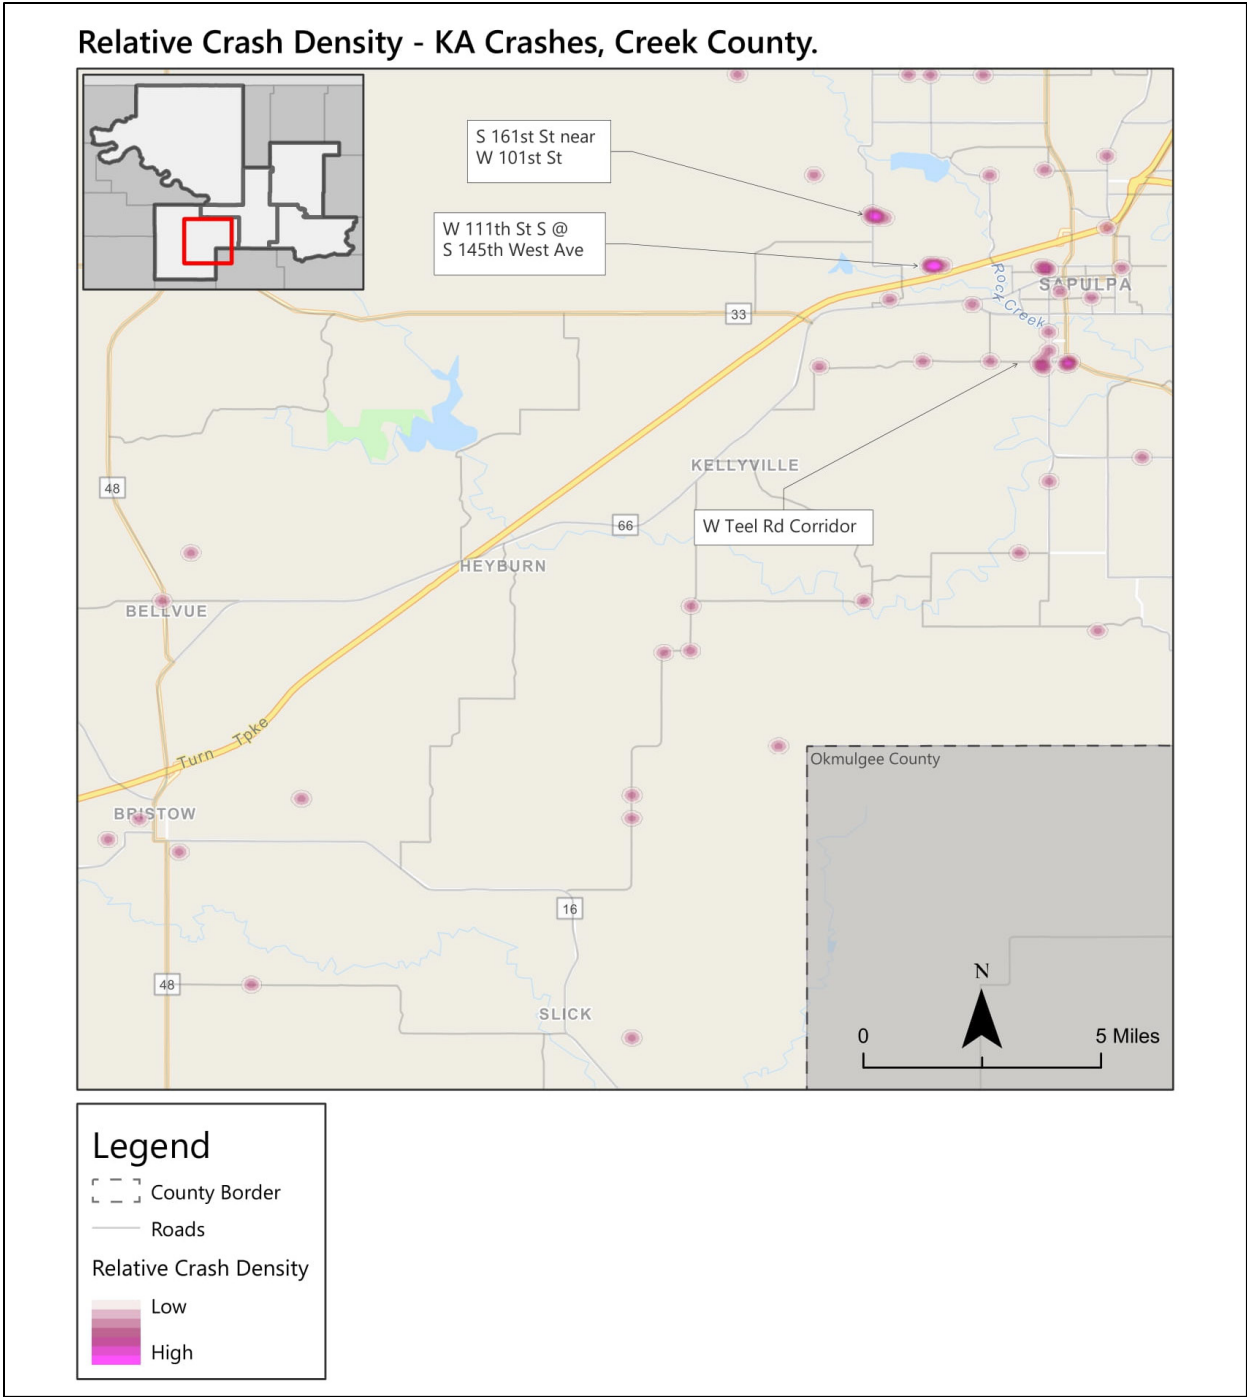 Relative Crash Density - KA Crashes, Creek County.
S 161st St near
W 101st St
W 111th St S @
S 145th West Ave
Rock Creek
SAPULPA
33
KELLYVILLE
48
W Teel Rd Corridor
66
HEYBURN
BELLVUE
Turn Tpke
Okmulgee County
BRISTOW
16
N
48
SLICK
0
5 Miles
Legend
County Border
Roads
Relative Crash Density
Low
High